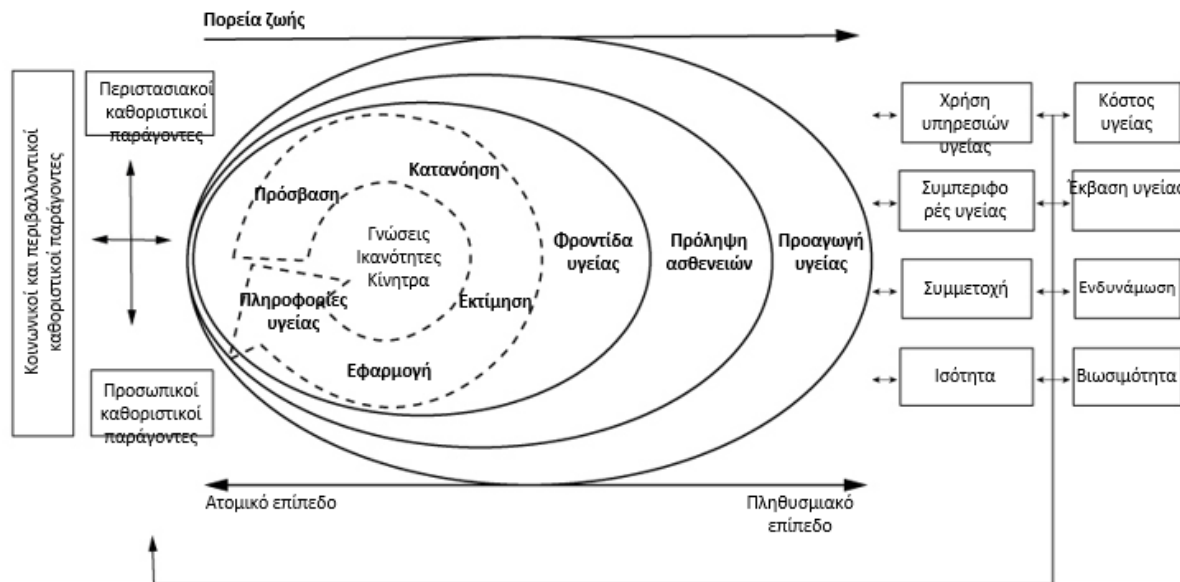 Πορεία ζωής
Κοινωνικοί και περιβαλλοντικοί
καθοριστικοί παράγοντες
Περιστασιακοί
καθοριστικοί
παράγοντες
Προσωπικοί
καθοριστικοί
παράγοντες
Πρόσβαση
Κατανόηση
Γνώσεις
Ικανότητες
Κίνητρα
Πληροφορίες
υγείας
Εκτίμηση
Εφαρμογή
Φροντίδα
υγείας
Πρόληψη
ασθενειών
Προαγωγή
υγείας
Χρήση
υπηρεσιών
υγείας
Κόστος
υγείας
Συμπεριφο
ρές υγείας
Έκβαση υγείας
Συμμετοχή
Ενδυνάμωση
Ισότητα
Βιωσιμότητα
Ατομικό επίπεδο
Πληθυσμιακό
επίπεδο